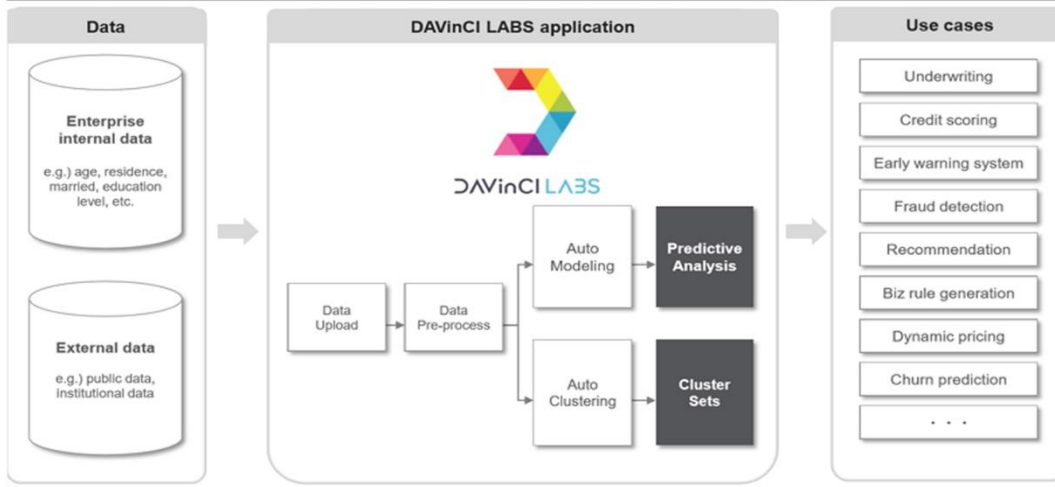 Data
Enterprise
internal data
e.g.) age, residence,
married, education
level, etc.
External data
e.g.) public data,
institutional data
DAVinCI LABS application
DAVinCI LABS
Data
Upload
Data
Pre-process
Auto
Modeling
Predictive
Analysis
Auto
Clustering
Cluster
Sets
Use cases
Underwriting
Credit scoring
Early warning system
Fraud detection
Recommendation
Biz rule generation
Dynamic pricing
Churn prediction
. . .